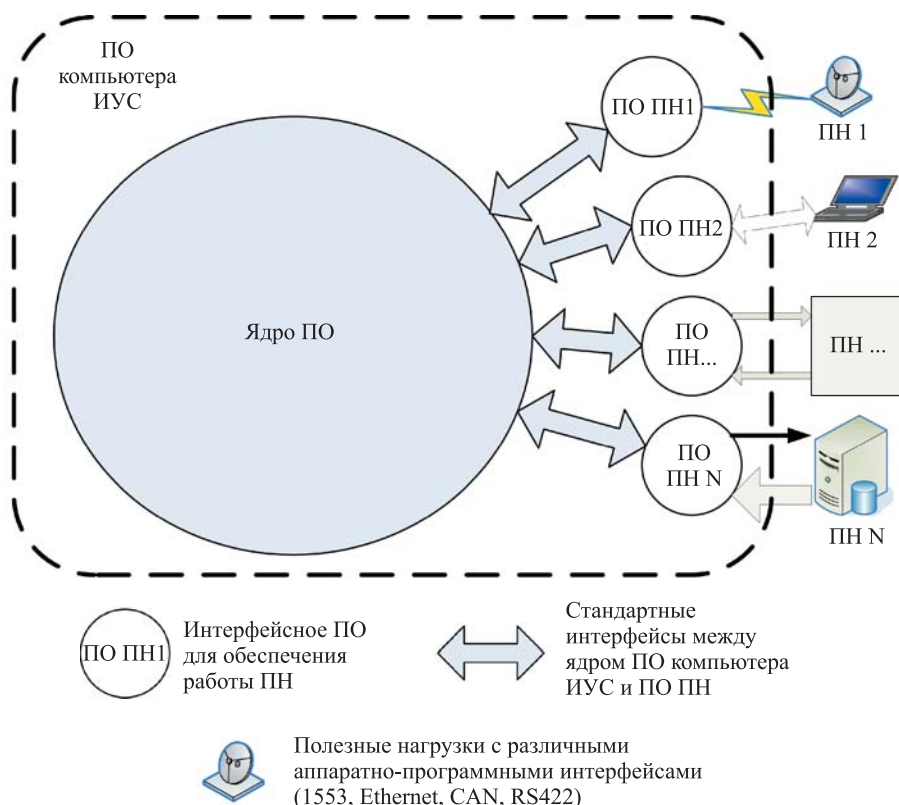 ПО
компьютера
ИУС
ПО ПН1
ПН 1
ПО ПН2
ПН 2
Ядро ПО
ПО
ПН...
ПН ...
ПО
ПН N
ПН N
ПО ПН1
Интерфейсное ПО
для обеспечения
работы ПН
Стандартные
интерфейсы между
ядром ПО компьютера
ИУС и ПО ПН
Полезные нагрузки с различными
аппаратно-программными интерфейсами
(1553, Ethernet, CAN, RS422)